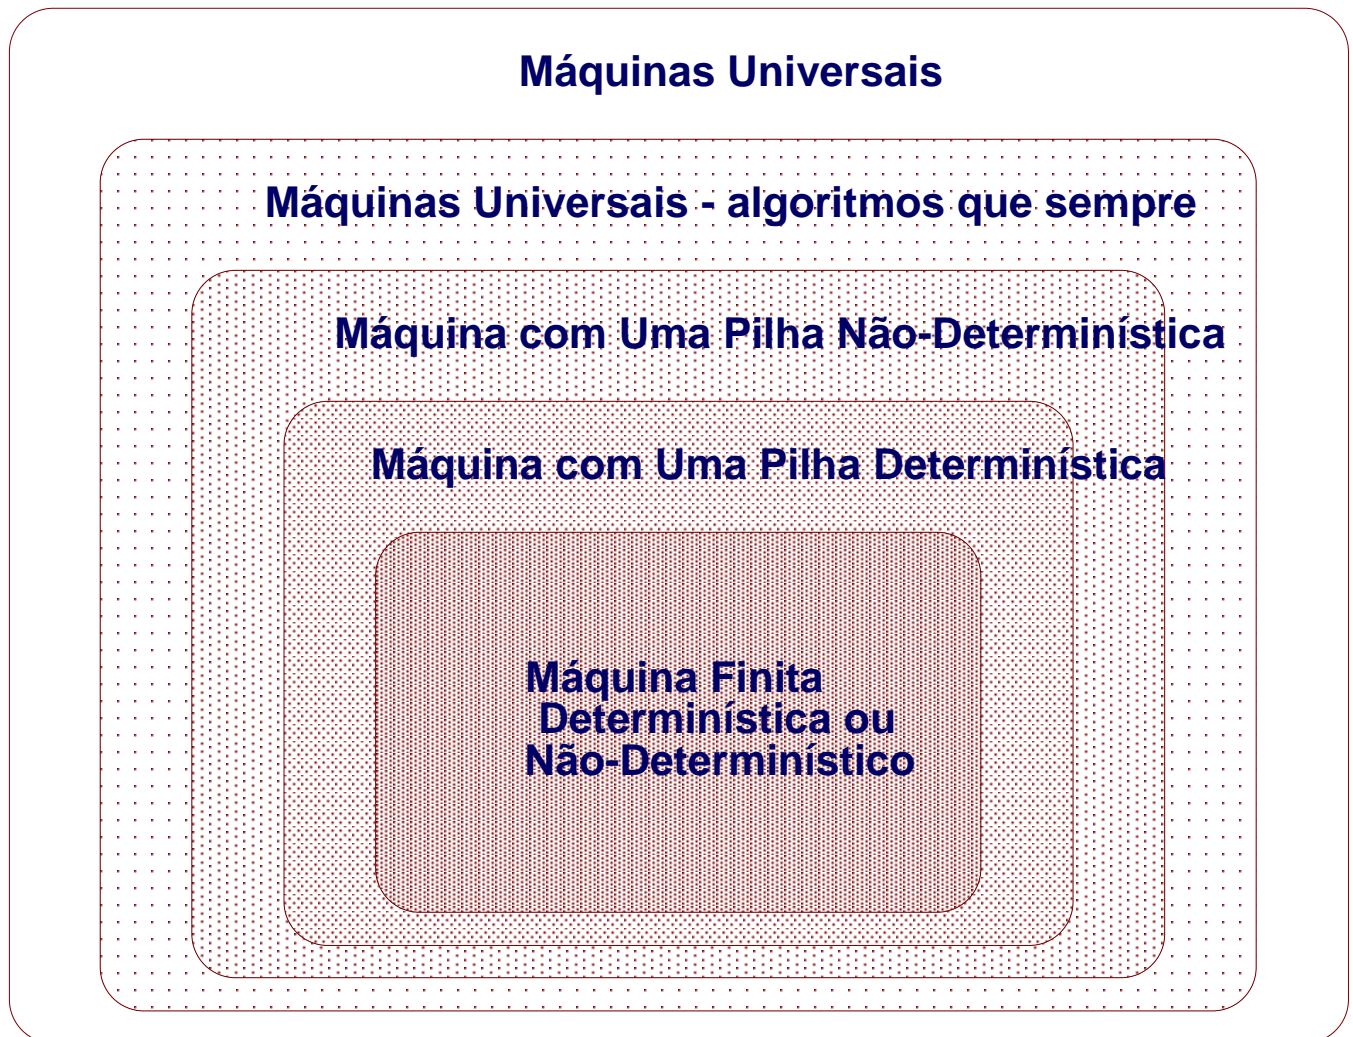 Máquinas Universais
Máquinas Universais - algoritmos que sempre
Máquina com Uma Pilha Não-Determinística
Máquina com Uma Pilha Determinística
Máquina Finita
Determinística ou
Não-Determinístico